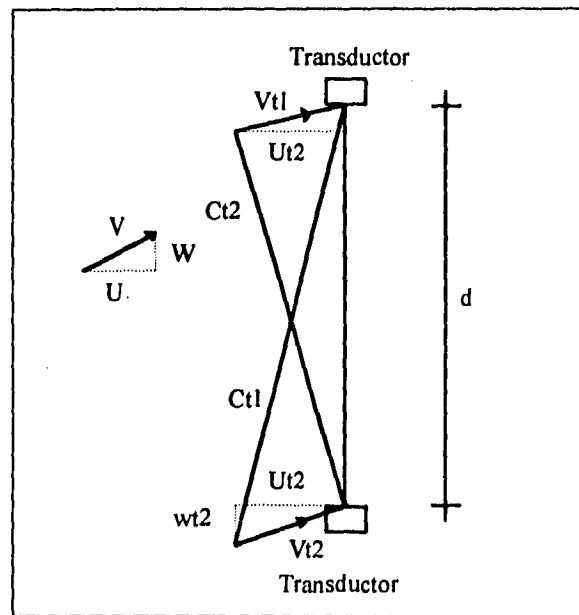 Transductor
Vt1
Ut2
Ct2
V
W
U
d
Ct1
Ut2
wt2
Vt2
Transductor